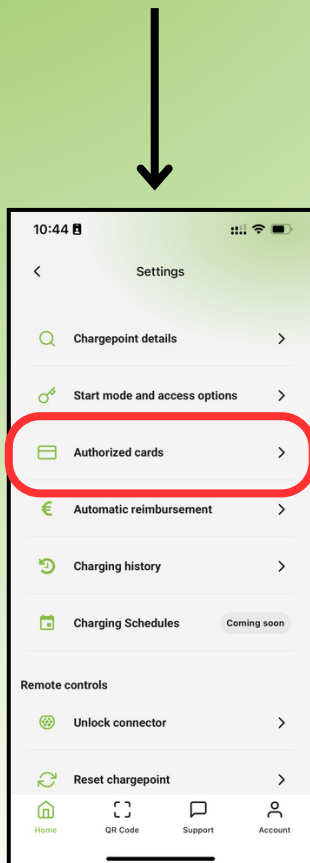 10:44
Settings
Chargepoint details
Start mode and access options
Authorized cards
Automatic reimbursement
Charging history
Charging Schedules Coming soon
Remote controls
Unlock connector
Reset chargepoint
Home QR Code Support Account